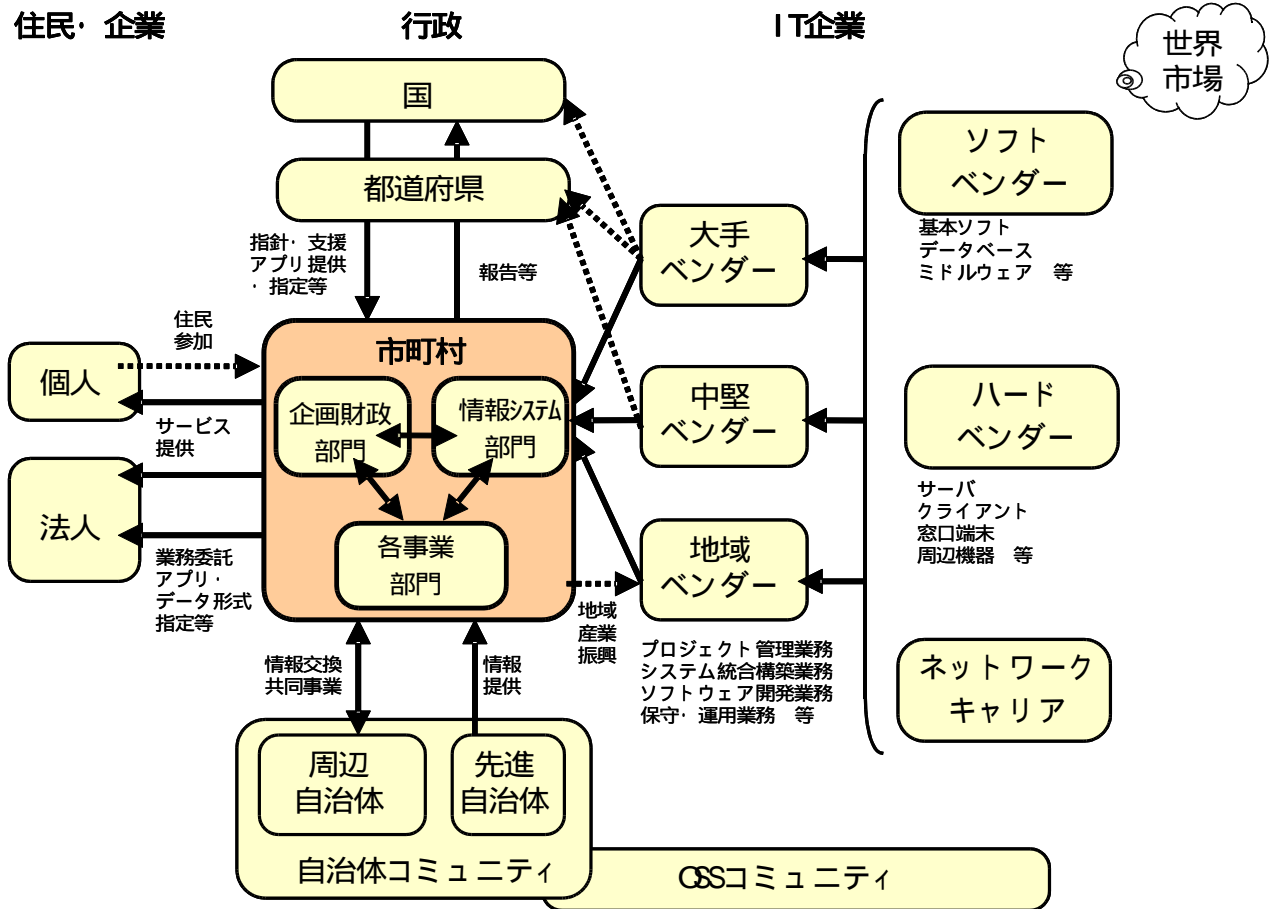 住民・企業
行政
IT企業
世界
市場
国
都道府県
指針・支援
アプリ提供
・指定等
報告等
住民
参加
個人
サービス
提供
法人
業務委託
アプリ・
データ形式
指定等
市町村
企画財政
部門
情報システム
部門
各事業
部門
地域
産業
振興
情報交換
共同事業
情報
提供
周辺
自治体
先進
自治体
自治体コミュニティ
OSSコミュニティ
大手
ベンダー
中堅
ベンダー
地域
ベンダー
プロジェクト管理業務
システム統合構築業務
ソフトウェア開発業務
保守・運用業務 等
ソフト
ベンダー
基本ソフト
データベース
ミドルウェア 等
ハード
ベンダー
サーバ
クライアント
窓口端末
周辺機器 等
ネットワーク
キャリア